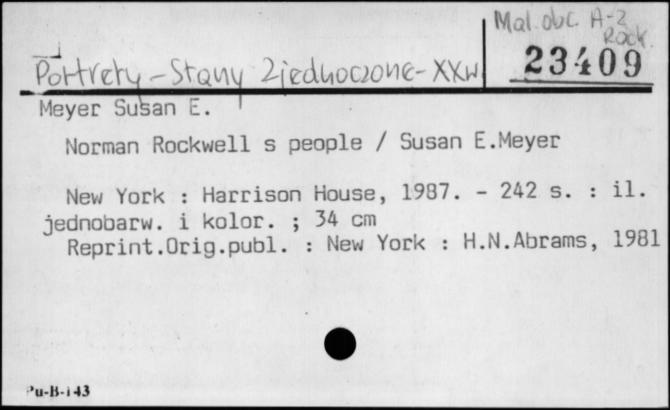 Mal. obc. A-2
Rock.
23409
Portrety - Stany Zjednoczone - XXw.
Meyer Susan E.
Norman Rockwell s people / Susan E.Meyer
New York : Harrison House, 1987. - 242 s. : il.
jednobarw. i kolor. ; 34 cm
Reprint.Orig.publ. : New York : H.N.Abrams, 1981
Pu-B-143